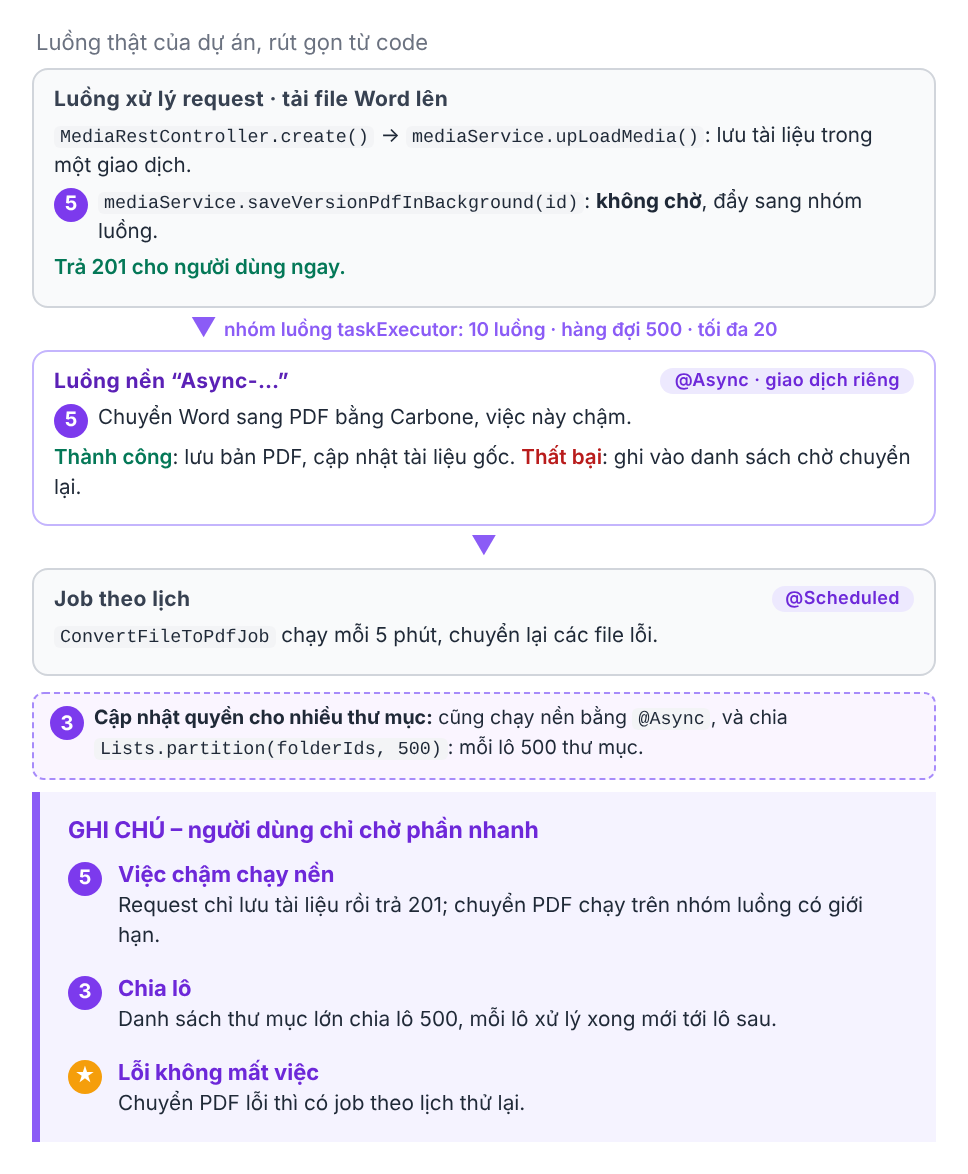 Luồng thật của dự án, rút gọn từ code
Luồng xử lý request · tải file Word lên
MediaRestController.create() → mediaService.upLoadMedia() : lưu tài liệu trong
một giao dịch.
5 mediaService.saveVersionPdfInBackground(id) : không chờ, đẩy sang nhóm
luồng.
Trả 201 cho người dùng ngay.
▼ nhóm luồng taskExecutor: 10 luồng · hàng đợi 500 · tối đa 20
Luồng nền “Async-…” @Async · giao dịch riêng
5 Chuyển Word sang PDF bằng Carbone, việc này chậm.
Thành công: lưu bản PDF, cập nhật tài liệu gốc. Thất bại: ghi vào danh sách chờ chuyển
lại.
▼
Job theo lịch @Scheduled
ConvertFileToPdfJob chạy mỗi 5 phút, chuyển lại các file lỗi.
3 Cập nhật quyền cho nhiều thư mục: cũng chạy nền bằng @Async , và chia
Lists.partition(folderIds, 500) : mỗi lô 500 thư mục.
GHI CHÚ – người dùng chỉ chờ phần nhanh
5 Việc chậm chạy nền
Request chỉ lưu tài liệu rồi trả 201; chuyển PDF chạy trên nhóm luồng có giới
hạn.
3 Chia lô
Danh sách thư mục lớn chia lô 500, mỗi lô xử lý xong mới tới lô sau.
★ Lỗi không mất việc
Chuyển PDF lỗi thì có job theo lịch thử lại.